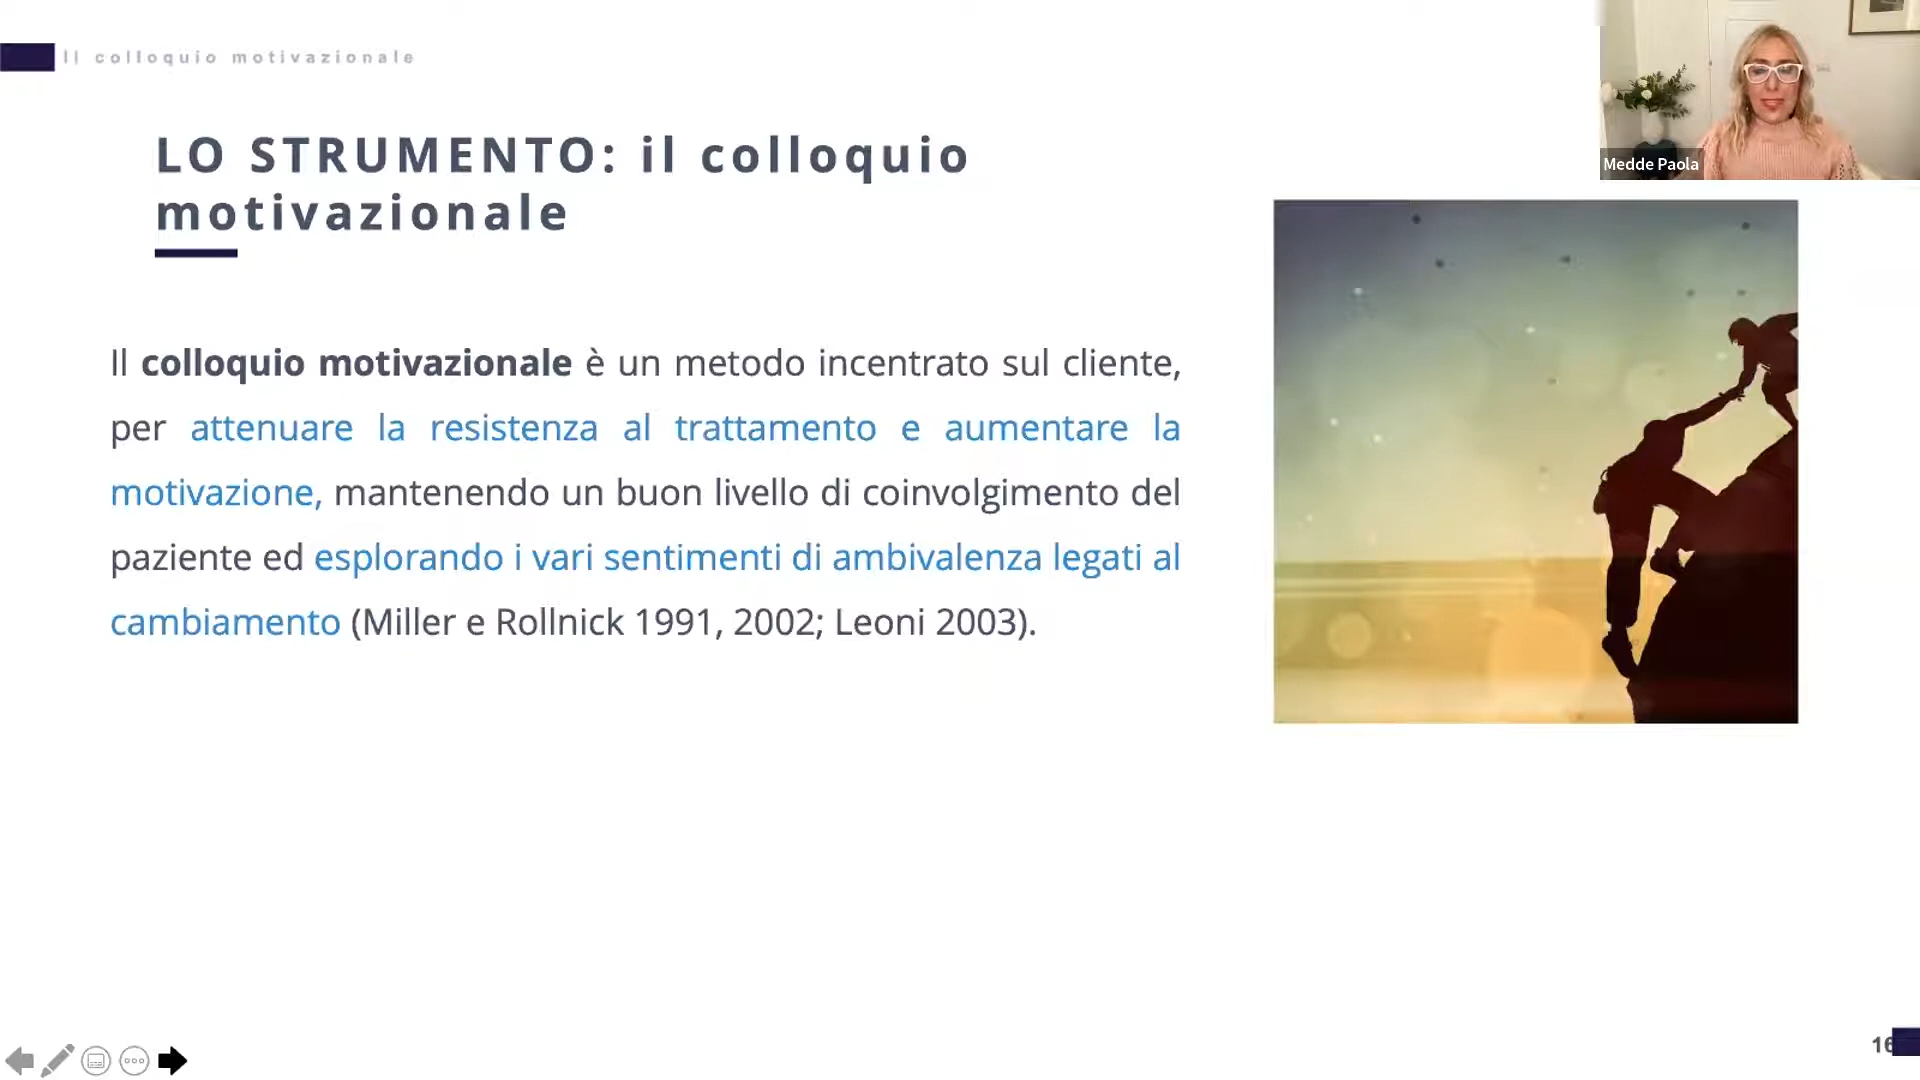 Il colloquio motivazionale
Medde Paola
LO STRUMENTO: il colloquio
motivazionale
Il colloquio motivazionale è un metodo incentrato sul cliente,
per attenuare la resistenza al trattamento e aumentare la
motivazione, mantenendo un buon livello di coinvolgimento del
paziente ed esplorando i vari sentimenti di ambivalenza legati al
cambiamento (Miller e Rollnick 1991, 2002; Leoni 2003).
16